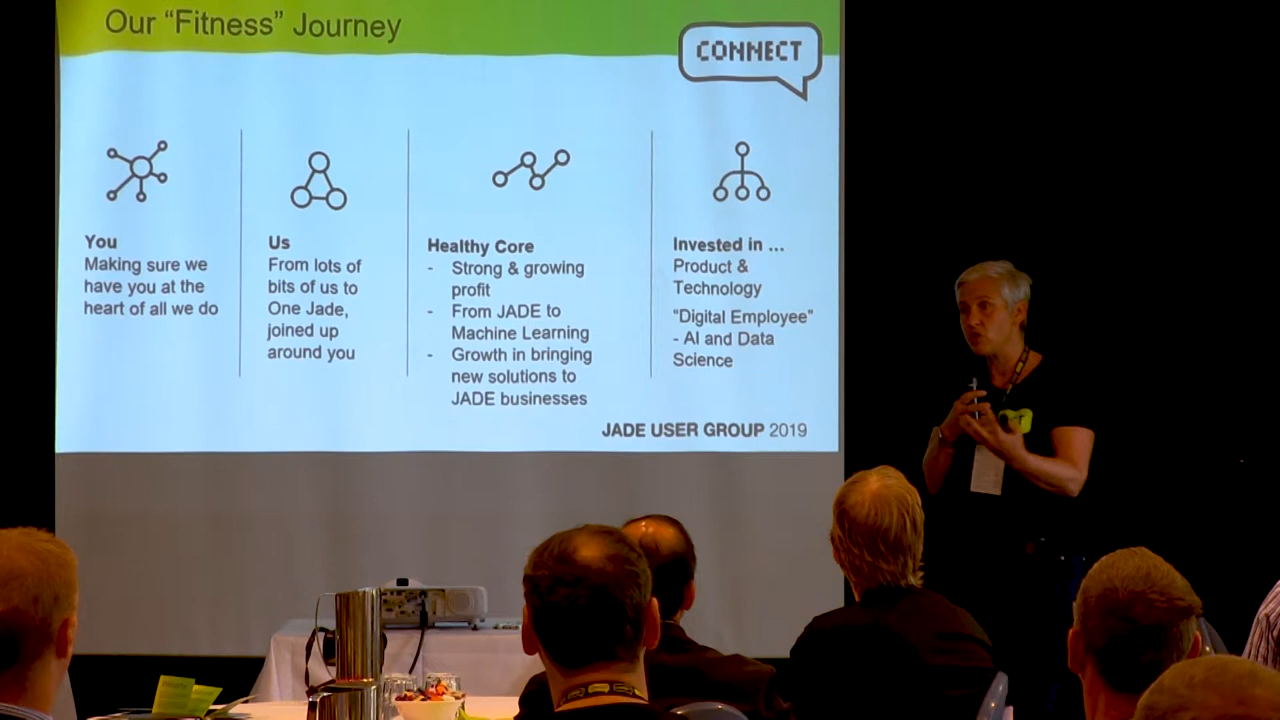 Our “Fitness” Journey
CONNECT
You
Making sure we
have you at the
heart of all we do
Us
From lots of
bits of us to
One Jade,
joined up
around you
Healthy Core
- Strong & growing
profit
- From JADE to
Machine Learning
- Growth in bringing
new solutions to
JADE businesses
Invested in ...
Product &
Technology
"Digital Employee"
- AI and Data
Science
JADE USER GROUP 2019